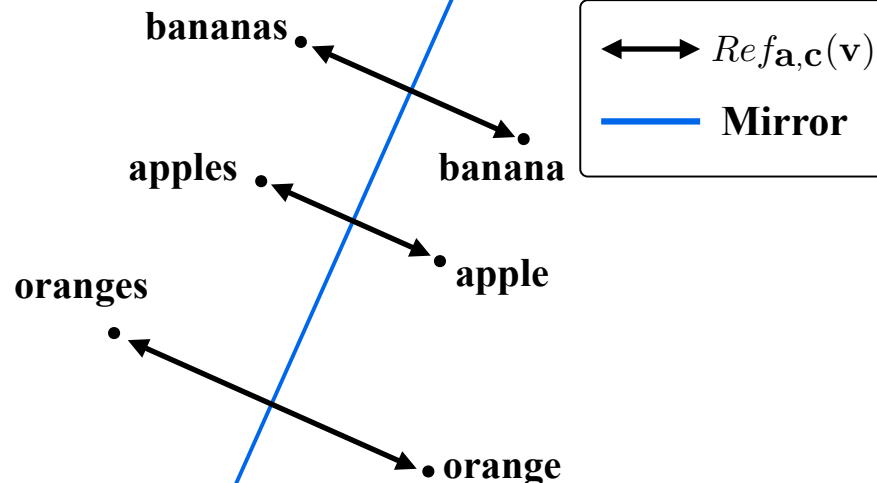 bananas
Ref_{a,c}(v)
Mirror
apples
banana
apple
oranges
orange